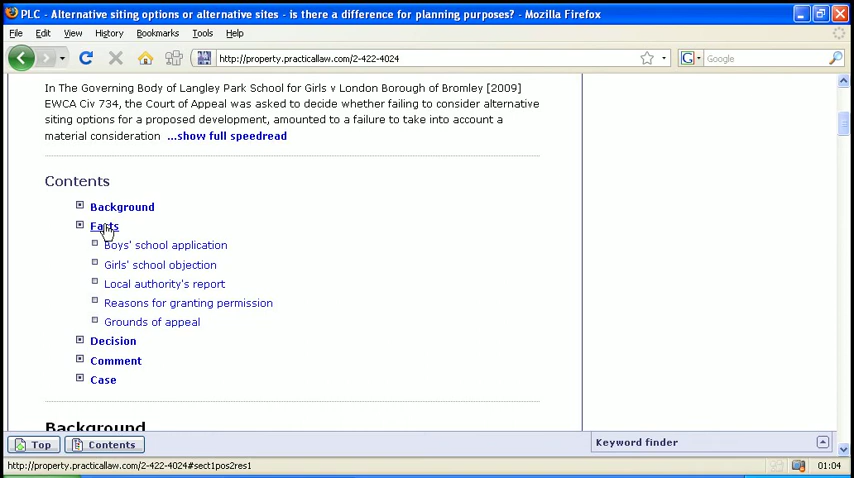 PLC - Alternative siting options or alternative sites - is there a difference for planning purposes? - Mozilla Firefox
File Edit View History Bookmarks Tools Help
http://property.practicallaw.com/2-422-4024
Google
In The Governing Body of Langley Park School for Girls v London Borough of Bromley [2009]
EWCA Civ 734, the Court of Appeal was asked to decide whether failing to consider alternative
siting options for a proposed development, amounted to a failure to take into account a
material consideration ...show full speedread
Contents
Background
Facts
Boys' school application
Girls' school objection
Local authority's report
Reasons for granting permission
Grounds of appeal
Decision
Comment
Case
Background
Top Contents
Keyword finder
http://property.practicallaw.com/2-422-4024#sect1pos2res1
01:04